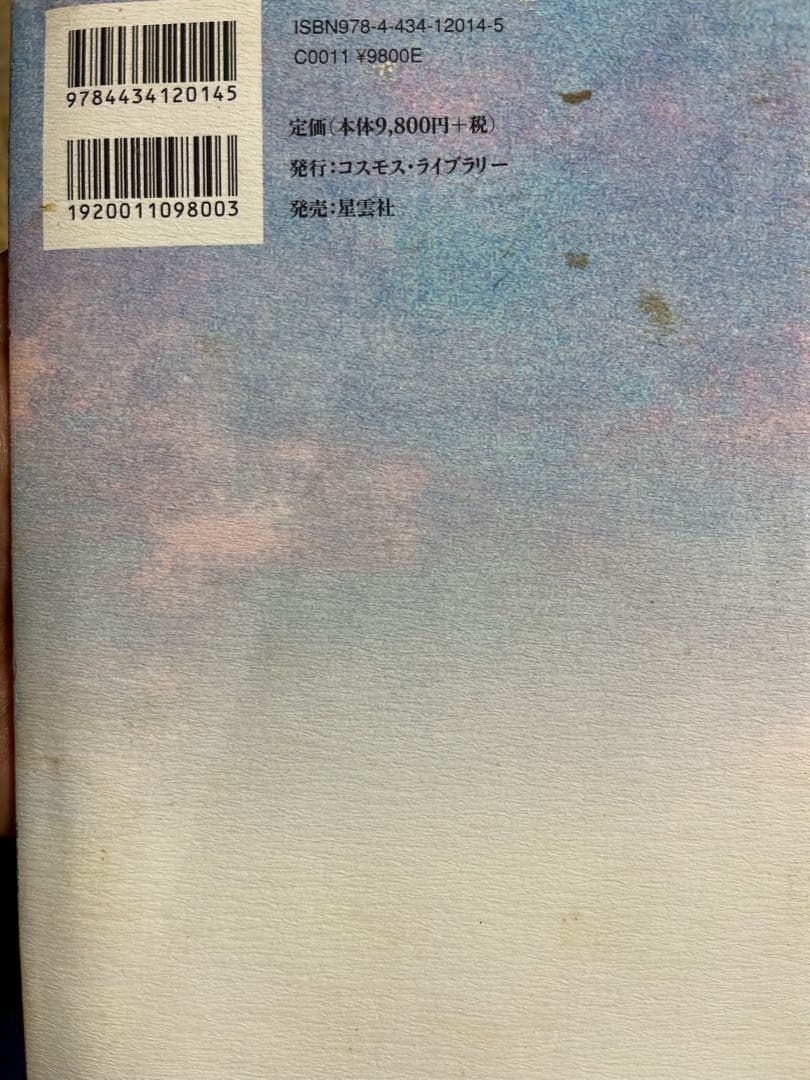 9784434120145
1920011098003
ISBN978-4-434-12014-5
C0011 ¥9800E
定価(本体9,800円+税)
発行:コスモス・ライブラリー
発売:星雲社